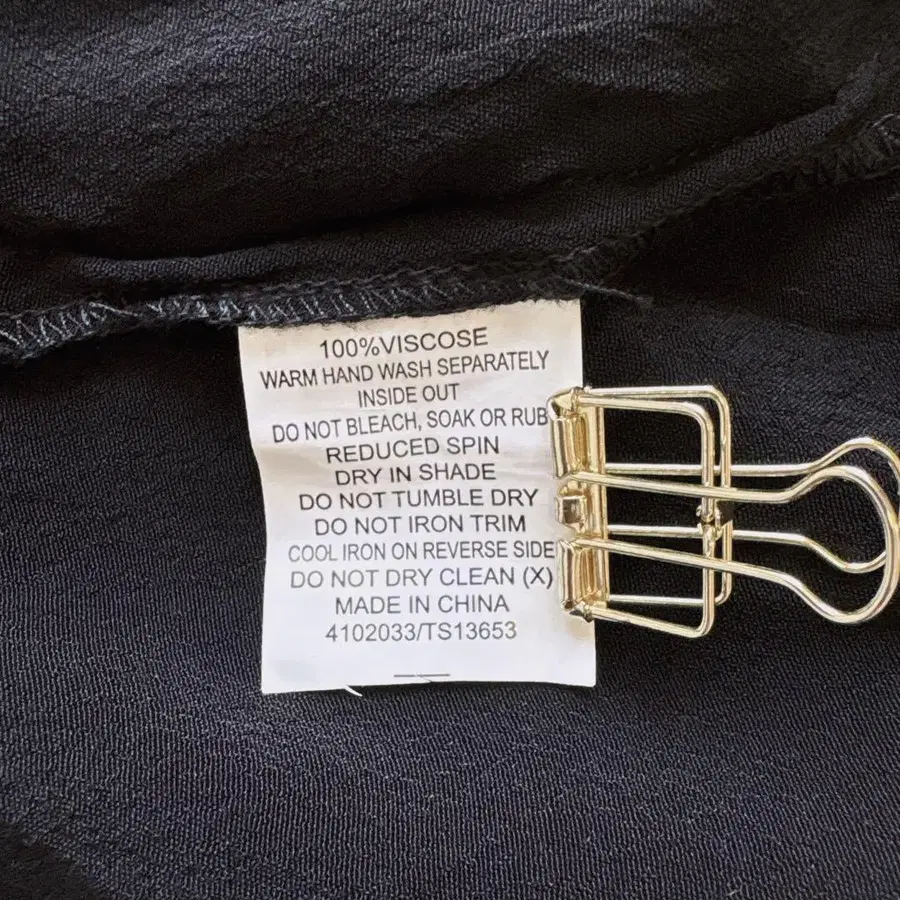 100%VISCOSE
WARM HAND WASH SEPARATELY
INSIDE OUT
DO NOT BLEACH, SOAK OR RUB
REDUCED SPIN
DRY IN SHADE
DO NOT TUMBLE DRY
DO NOT IRON TRIM
COOL IRON ON REVERSE SIDE
DO NOT DRY CLEAN (X)
MADE IN CHINA
4102033/TS13653